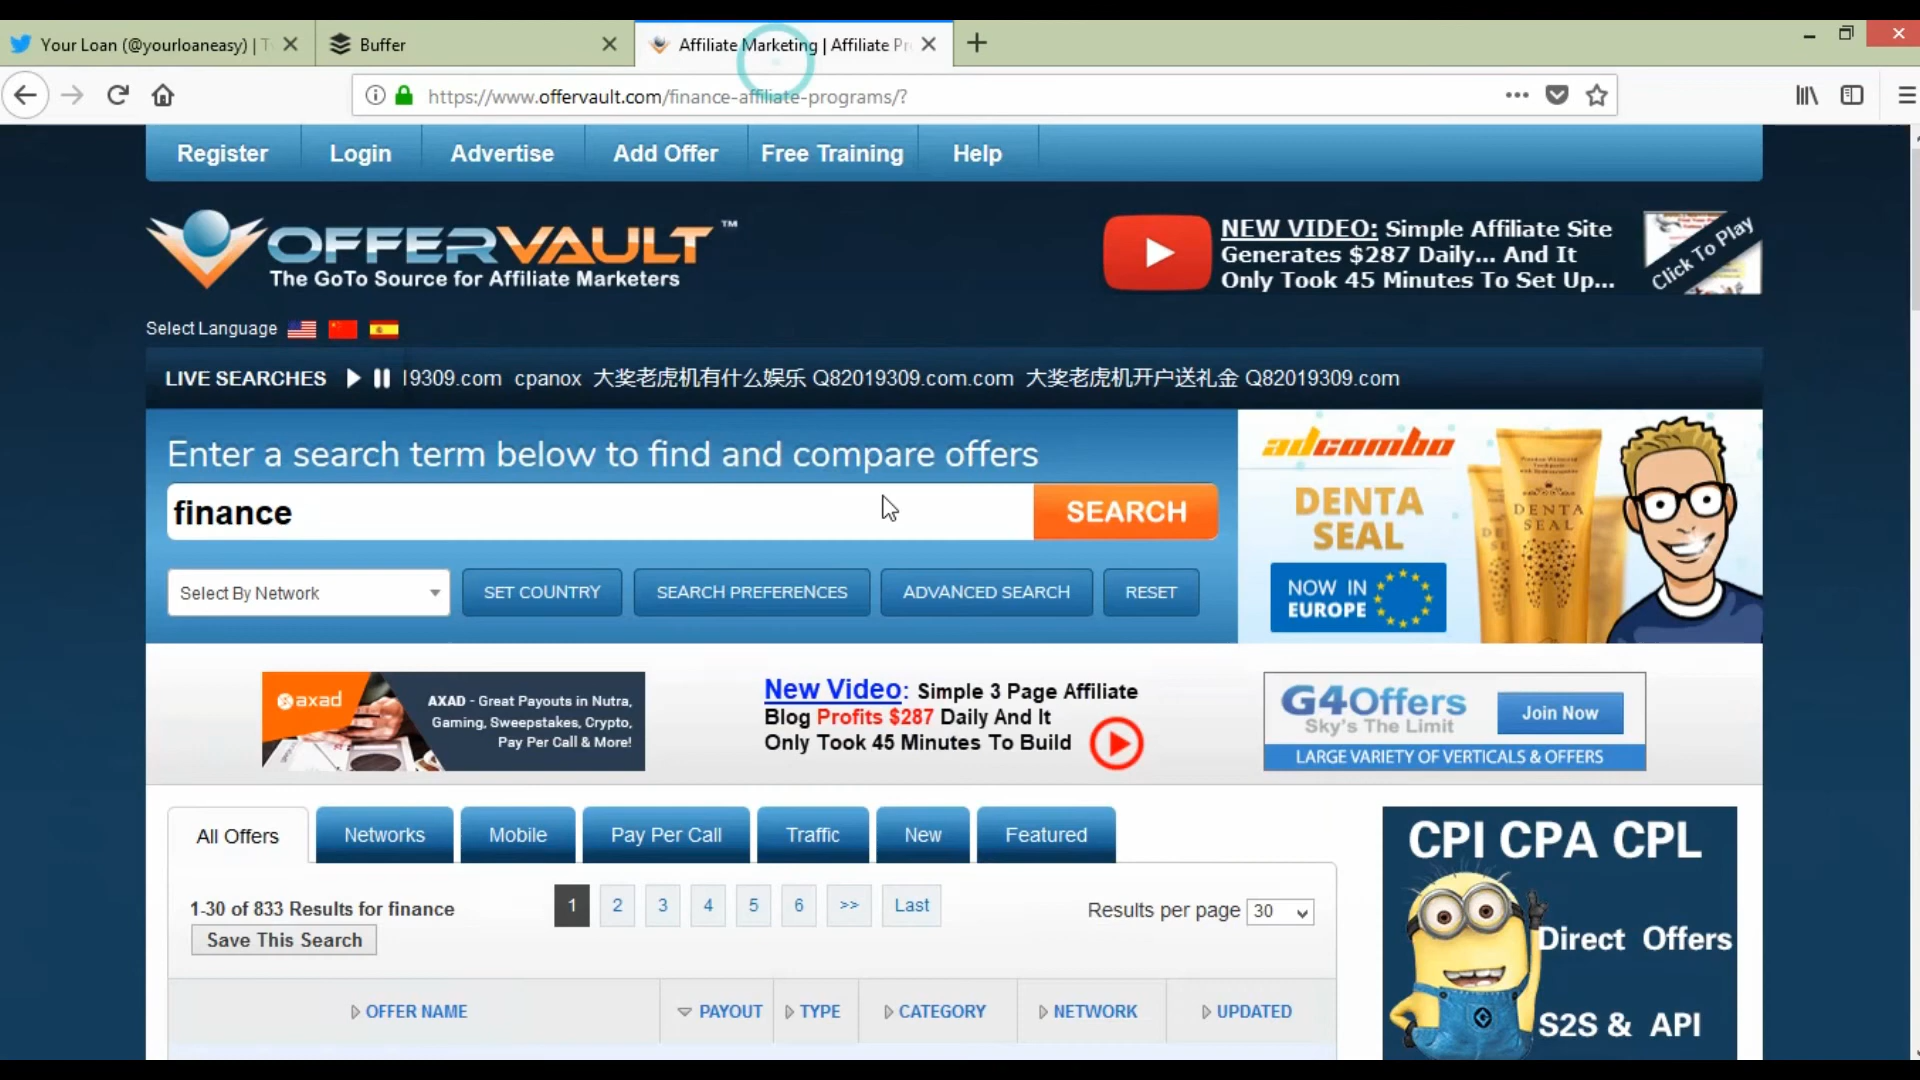 Your Loan (@yourloaneasy) | Tw
Buffer
Affiliate Marketing | Affiliate Pr
https://www.offervault.com/finance-affiliate-programs/?
Register Login Advertise Add Offer Free Training Help
OFFERVAULT™
The GoTo Source for Affiliate Marketers
NEW VIDEO: Simple Affiliate Site
Generates $287 Daily... And It
Only Took 45 Minutes To Set Up...
Click To Play
Select Language
LIVE SEARCHES 19309.com cpanox 大奖老虎机有什么娱乐 Q82019309.com.com 大奖老虎机开户送礼金 Q82019309.com
Enter a search term below to find and compare offers
finance
SEARCH
Select By Network
SET COUNTRY
SEARCH PREFERENCES
ADVANCED SEARCH
RESET
adcombo
DENTA
SEAL
NOW IN
EUROPE
DENTA
SEAL
axad
AXAD - Great Payouts in Nutra,
Gaming, Sweepstakes, Crypto,
Pay Per Call & More!
New Video: Simple 3 Page Affiliate
Blog Profits $287 Daily And It
Only Took 45 Minutes To Build
G4Offers
Sky's The Limit
Join Now
LARGE VARIETY OF VERTICALS & OFFERS
All Offers Networks Mobile Pay Per Call Traffic New Featured
1-30 of 833 Results for finance
1 2 3 4 5 6 >> Last
Results per page 30
Save This Search
OFFER NAME PAYOUT TYPE CATEGORY NETWORK UPDATED
CPI CPA CPL
Direct Offers
S2S & API